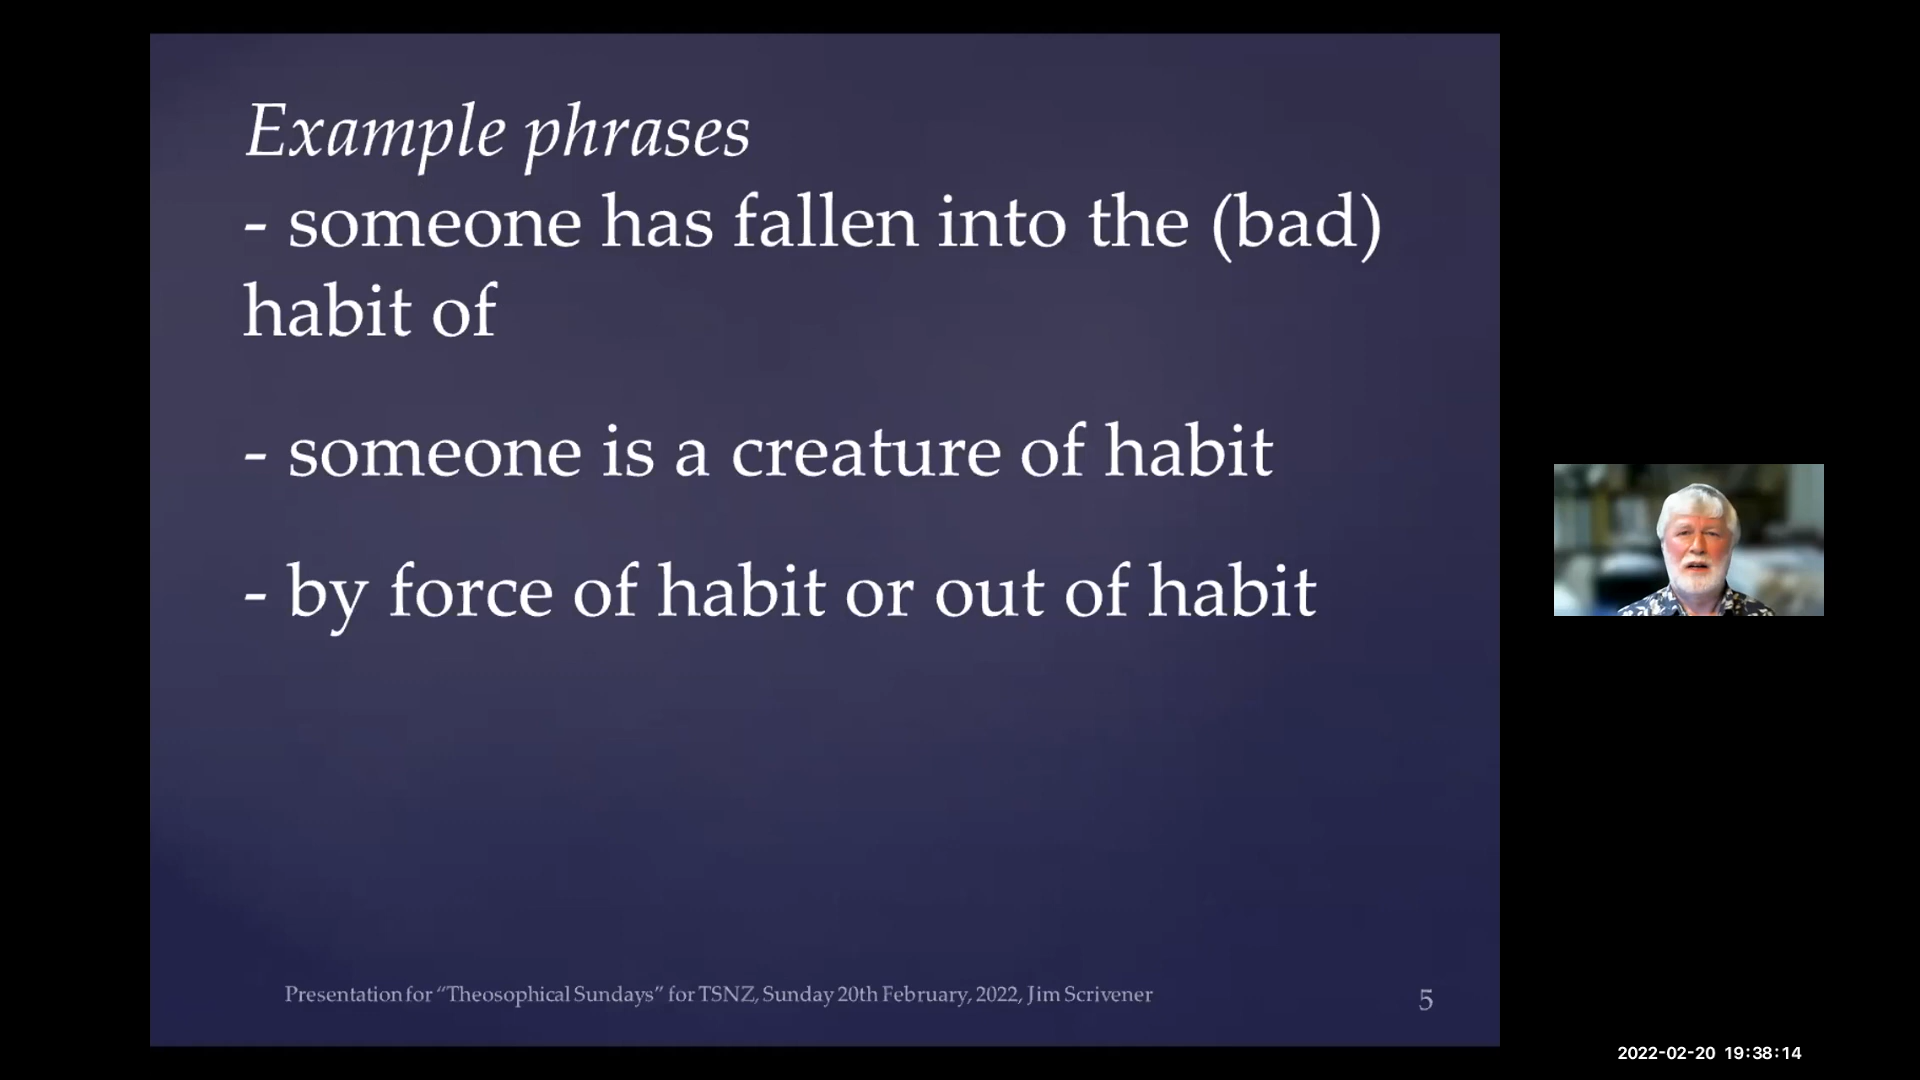 Example phrases
- someone has fallen into the (bad)
habit of
- someone is a creature of habit
- by force of habit or out of habit
Presentation for “Theosophical Sundays” for TSNZ, Sunday 20th February, 2022, Jim Scrivener
5
2022-02-20 19:38:14